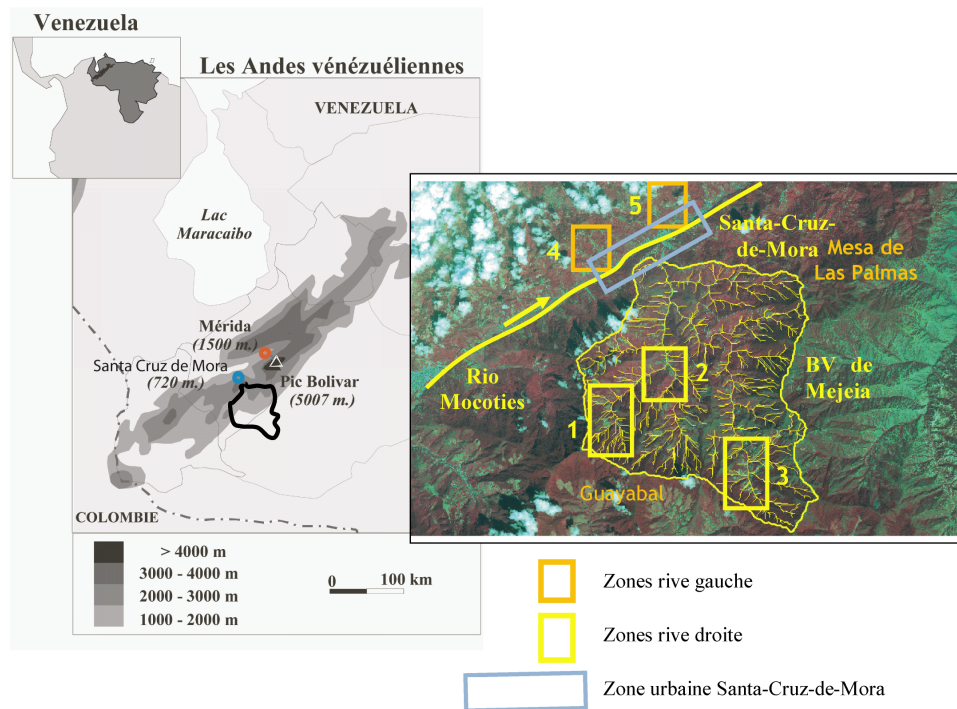 Venezuela
Les Andes vénézuéliennes
VENEZUELA
Lac
Maracaibo
Mérida
(1500 m.)
Santa Cruz de Mora
(720 m.)
Pic Bolivar
(5007 m.)
COLOMBIE
> 4000 m
3000 - 4000 m
2000 - 3000 m
1000 - 2000 m
0 100 km
5
4
Santa-Cruz-
de-Mora
Mesa de
Las Palmas
Rio
Mocoties
BV de
Mejeia
2
1
3
Guayabal
Zones rive gauche
Zones rive droite
Zone urbaine Santa-Cruz-de-Mora